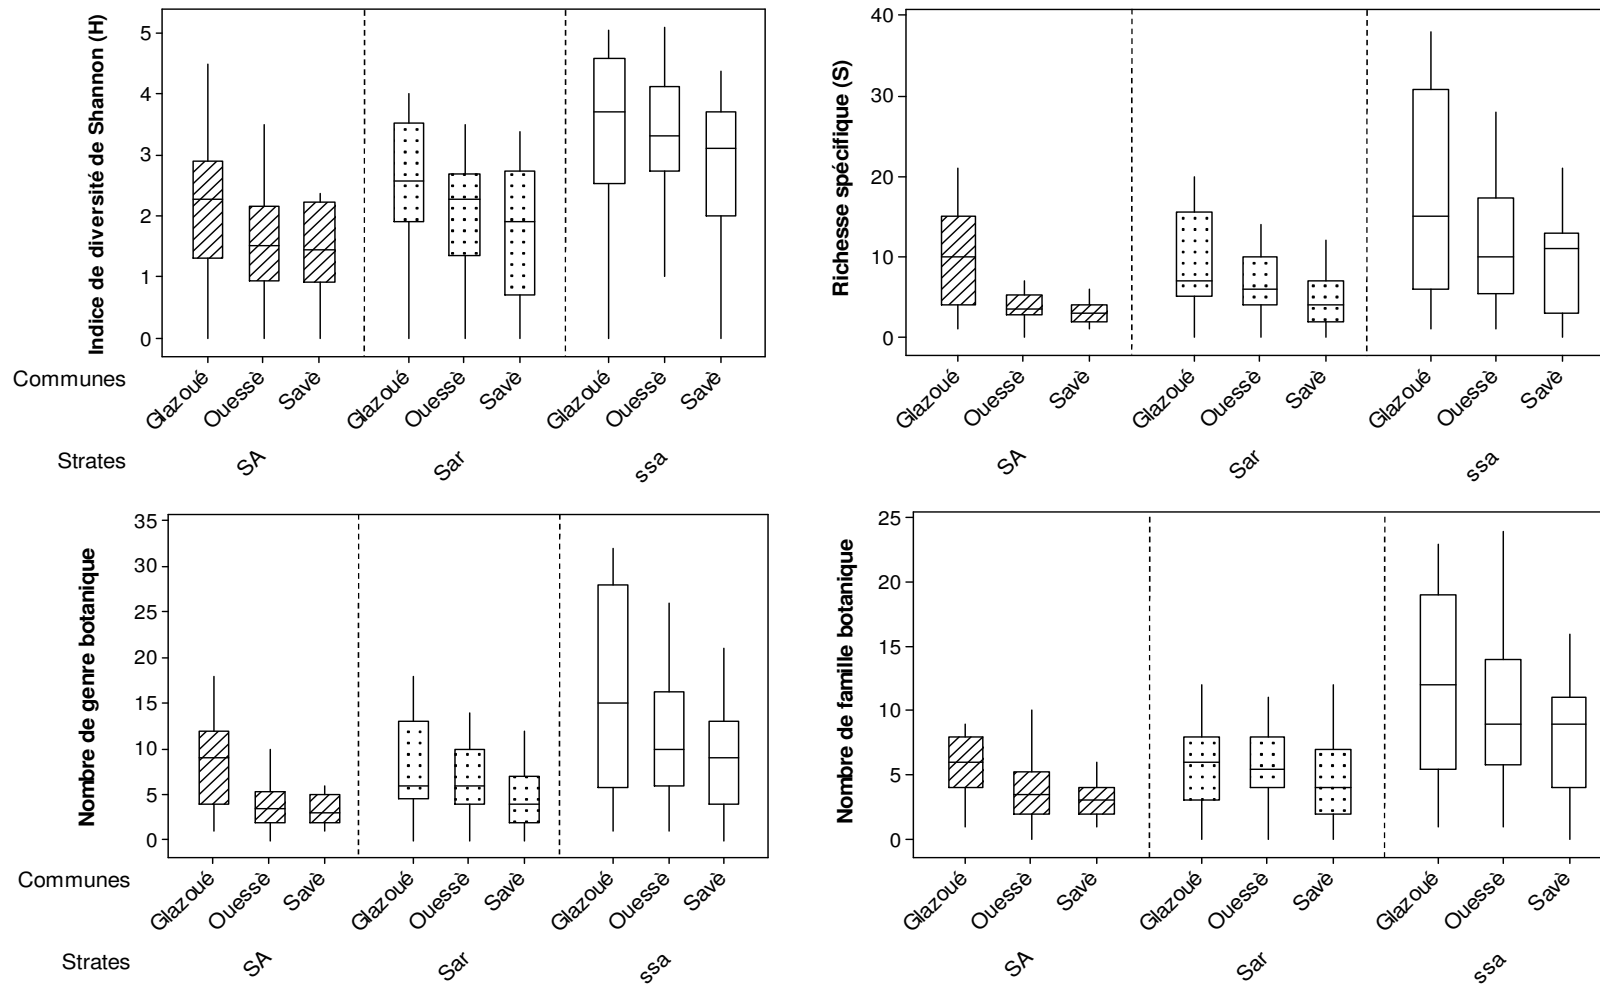 Indice de diversité de Shannon (H)
5
4
3
2
1
0
Communes
Glazoué
Ouessè
Savè
Glazoué
Ouessè
Savè
Glazoué
Ouessè
Savè
Strates
SA
Sar
ssa
Richesse spécifique (S)
40
30
20
10
0
Glazoué
Ouessè
Savè
Glazoué
Ouessè
Savè
Glazoué
Ouessè
Savè
SA
Sar
ssa
Nombre de genre botanique
35
30
25
20
15
10
5
0
Communes
Glazoué
Ouessè
Savè
Glazoué
Ouessè
Savè
Glazoué
Ouessè
Savè
Strates
SA
Sar
ssa
Nombre de famille botanique
25
20
15
10
5
0
Glazoué
Ouessè
Savè
Glazoué
Ouessè
Savè
Glazoué
Ouessè
Savè
SA
Sar
ssa